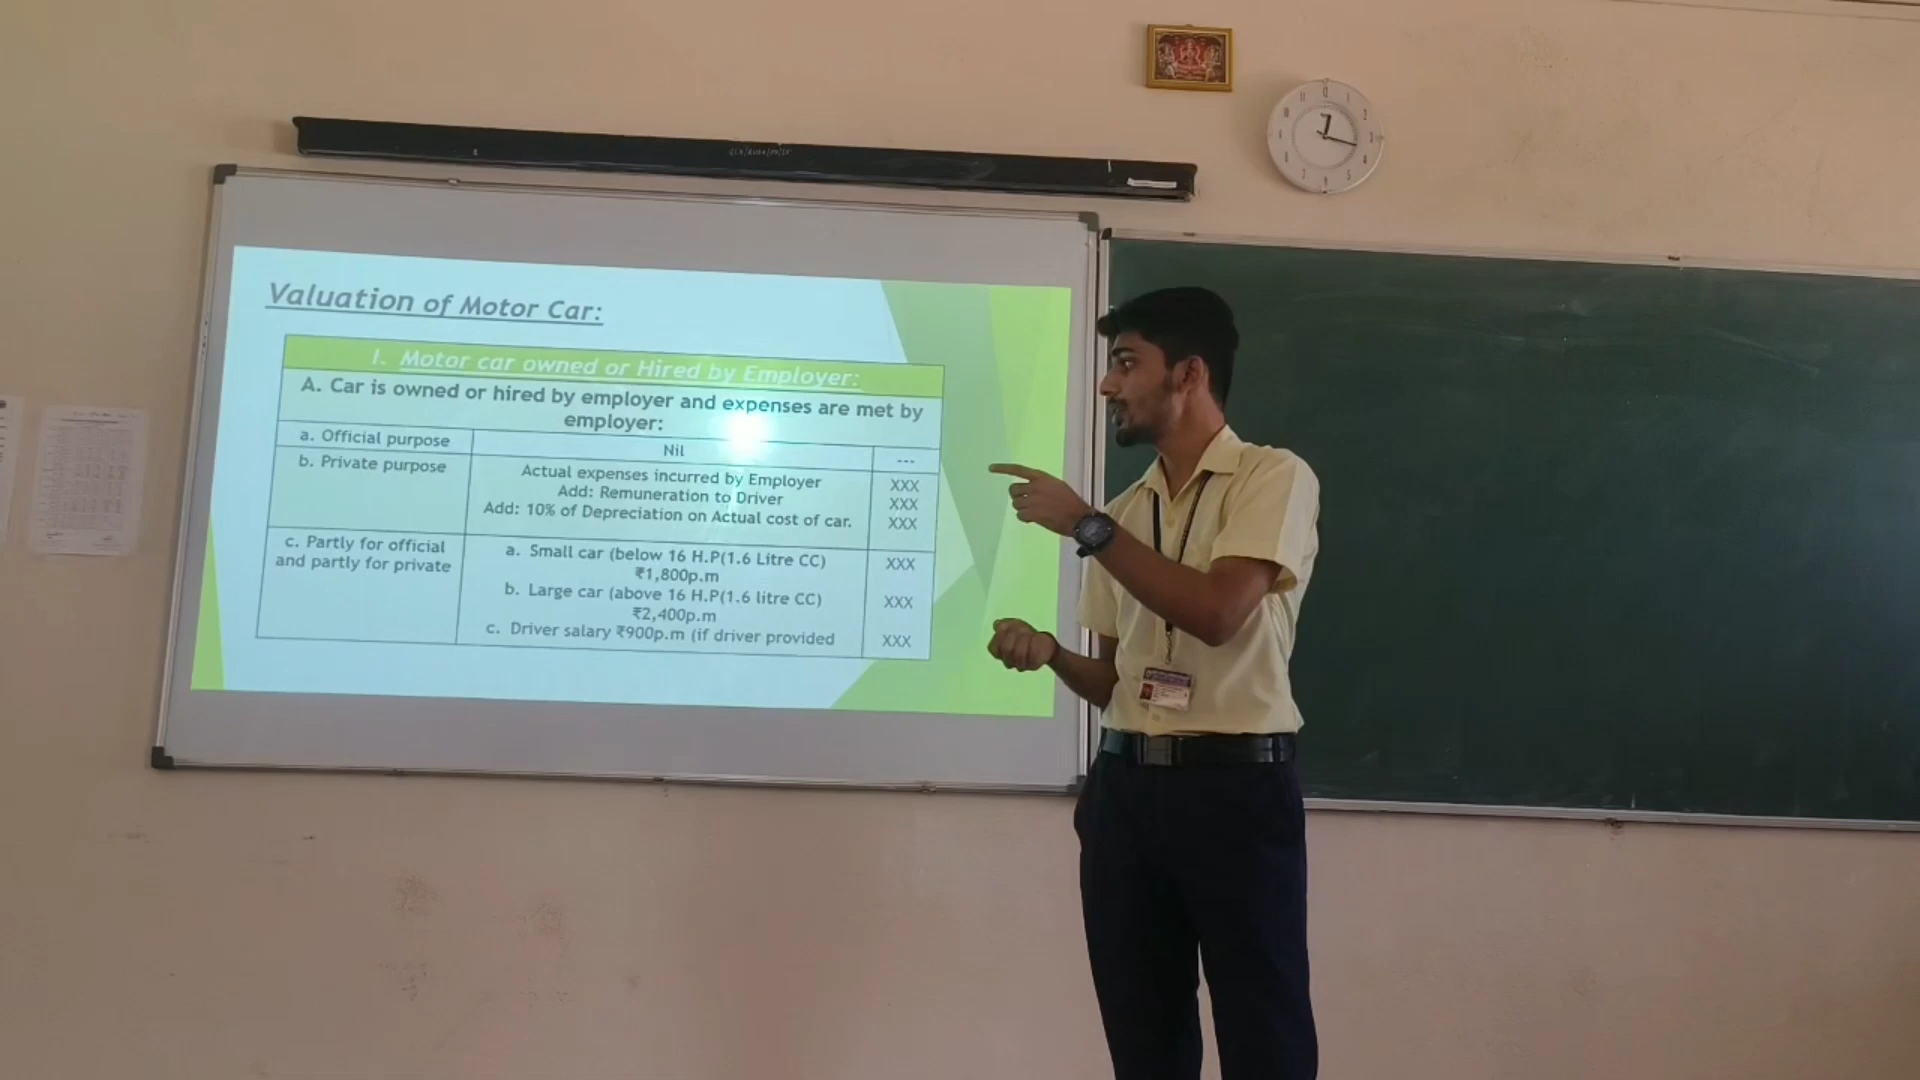 Valuation of Motor Car:
I. Motor car owned or Hired by Employer:
A. Car is owned or hired by employer and expenses are met by
employer:
a. Official purpose
Nil
---
b. Private purpose
Actual expenses incurred by Employer
XXX
Add: Remuneration to Driver
XXX
Add: 10% of Depreciation on Actual cost of car.
XXX
c. Partly for official
and partly for private
a. Small car (below 16 H.P(1.6 Litre CC)
₹1,800p.m
XXX
b. Large car (above 16 H.P(1.6 litre CC)
₹2,400p.m
XXX
c. Driver salary ₹900p.m (if driver provided
XXX